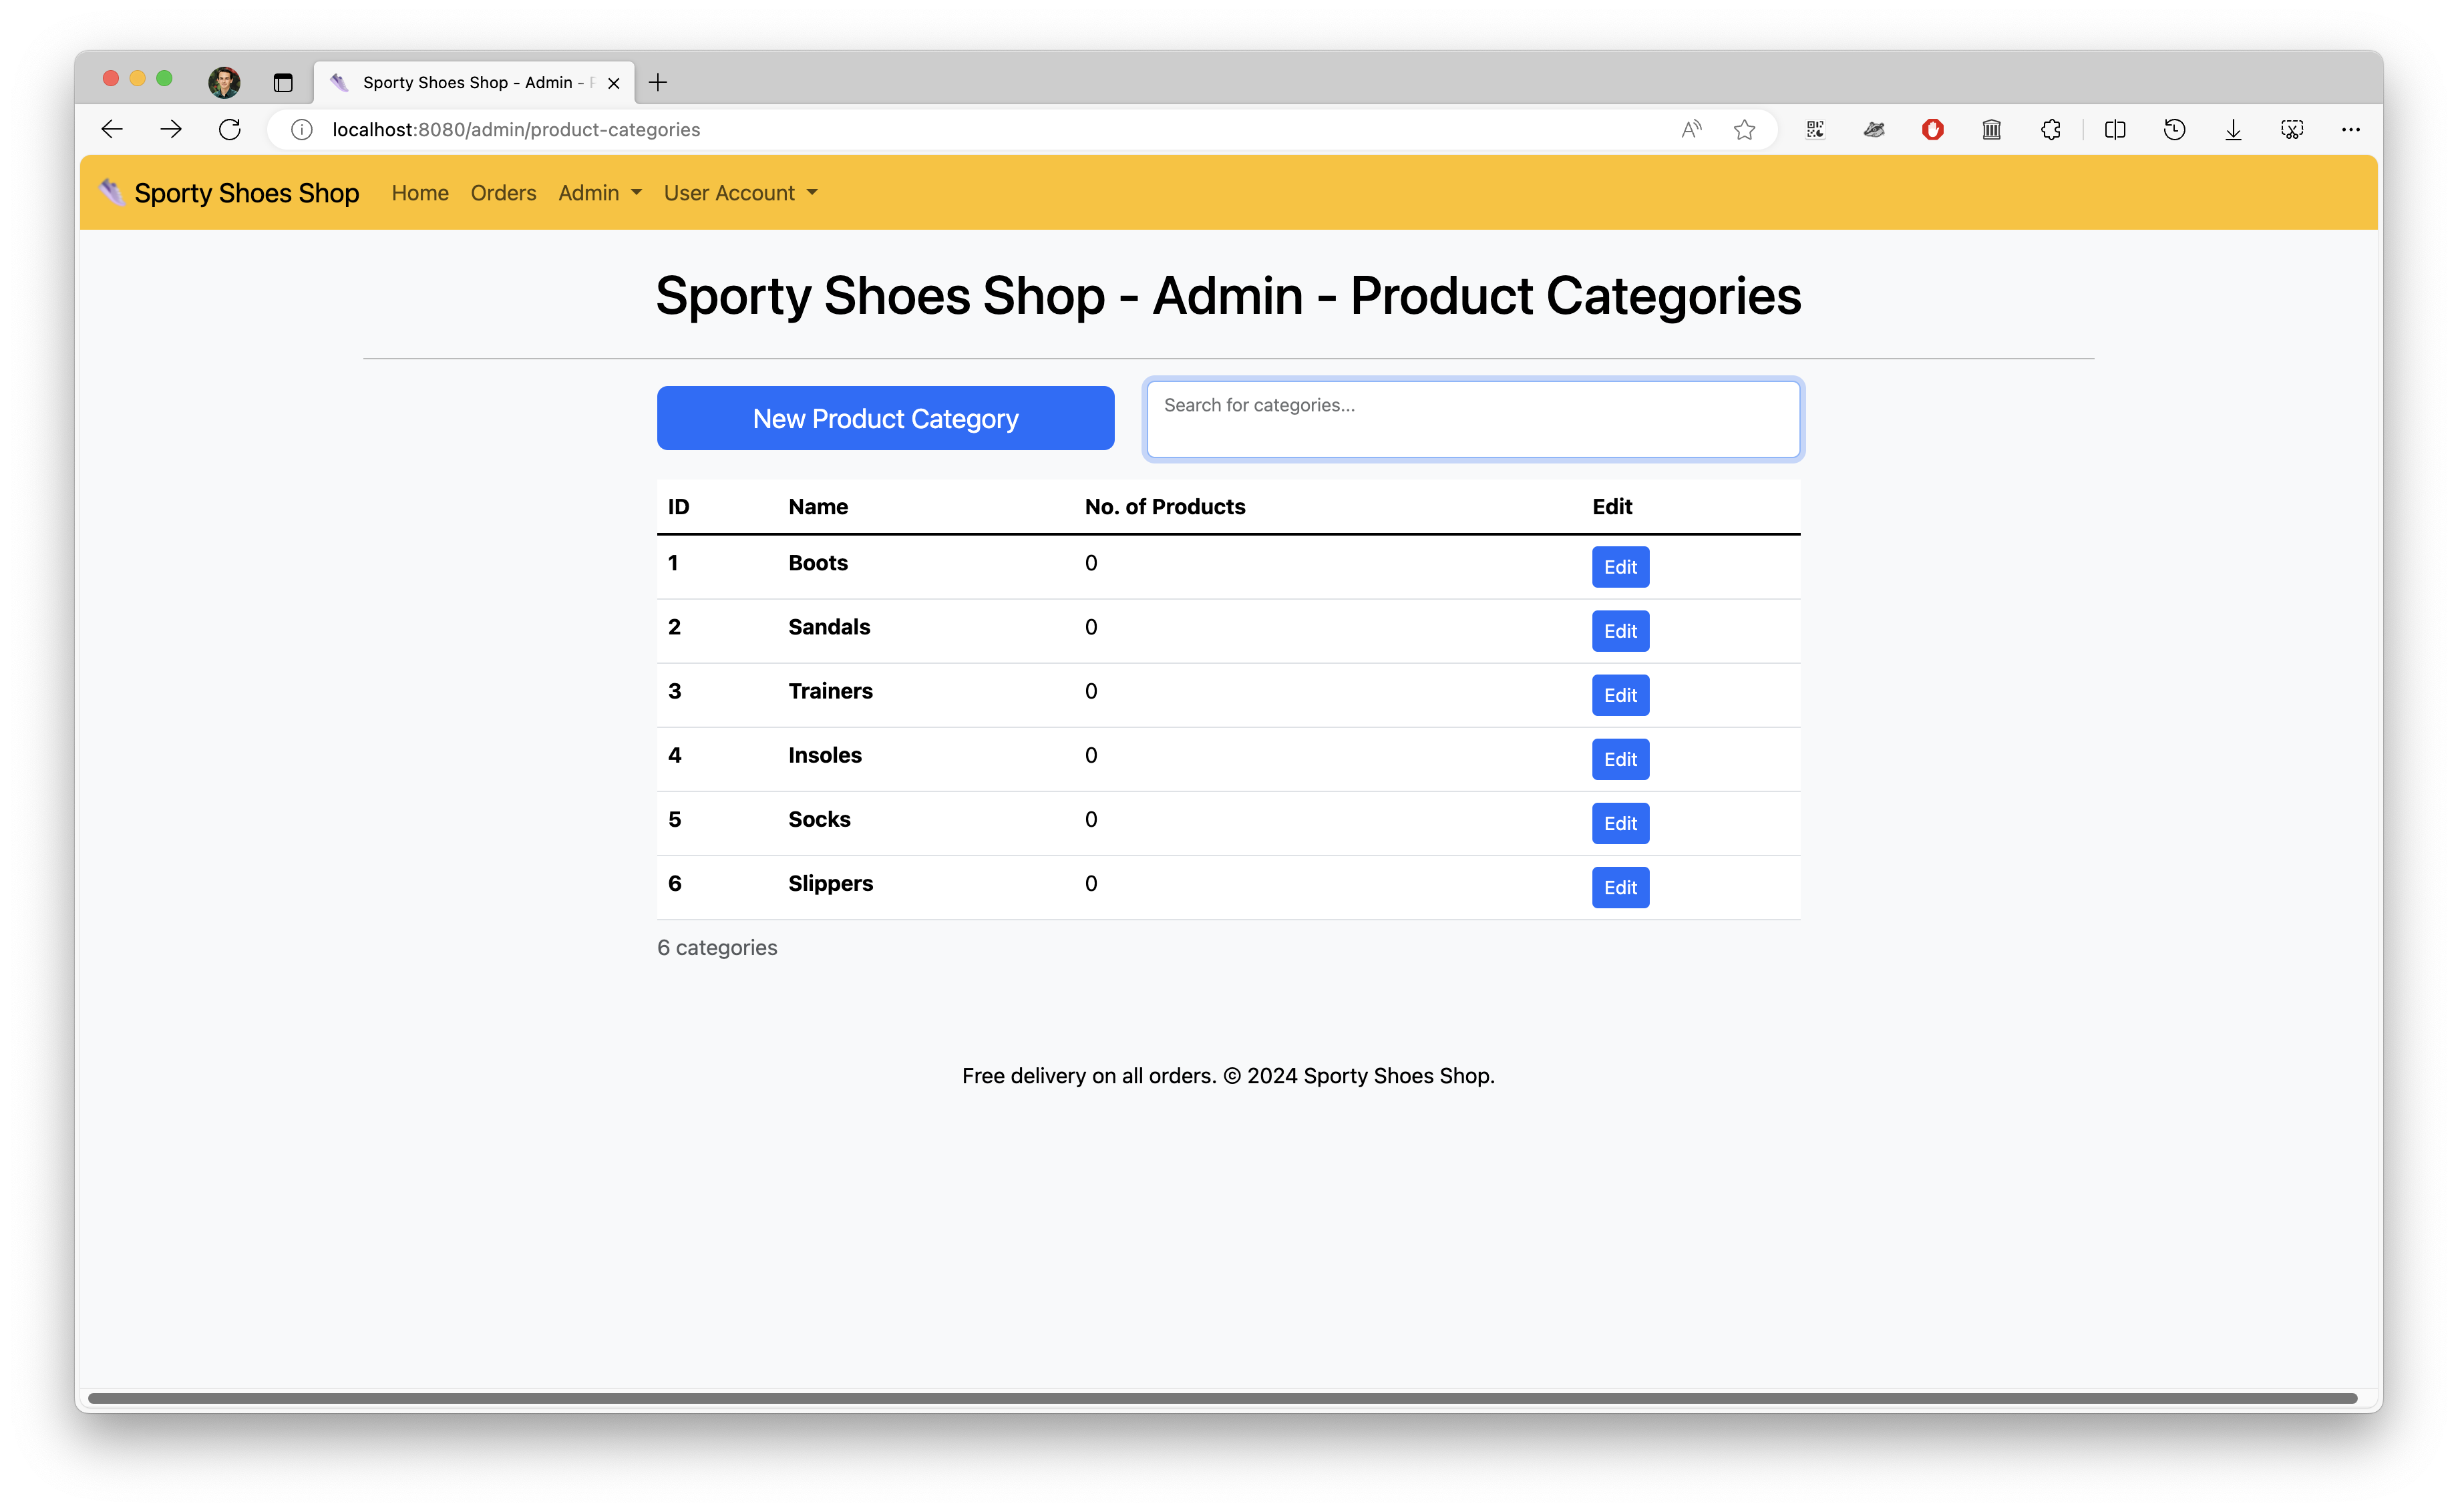 Sporty Shoes Shop - Admin -
localhost:8080/admin/product-categories
Sporty Shoes Shop Home Orders Admin User Account
Sporty Shoes Shop - Admin - Product Categories
New Product Category Search for categories...
ID Name No. of Products Edit
1 Boots 0 Edit
2 Sandals 0 Edit
3 Trainers 0 Edit
4 Insoles 0 Edit
5 Socks 0 Edit
6 Slippers 0 Edit
6 categories
Free delivery on all orders. © 2024 Sporty Shoes Shop.